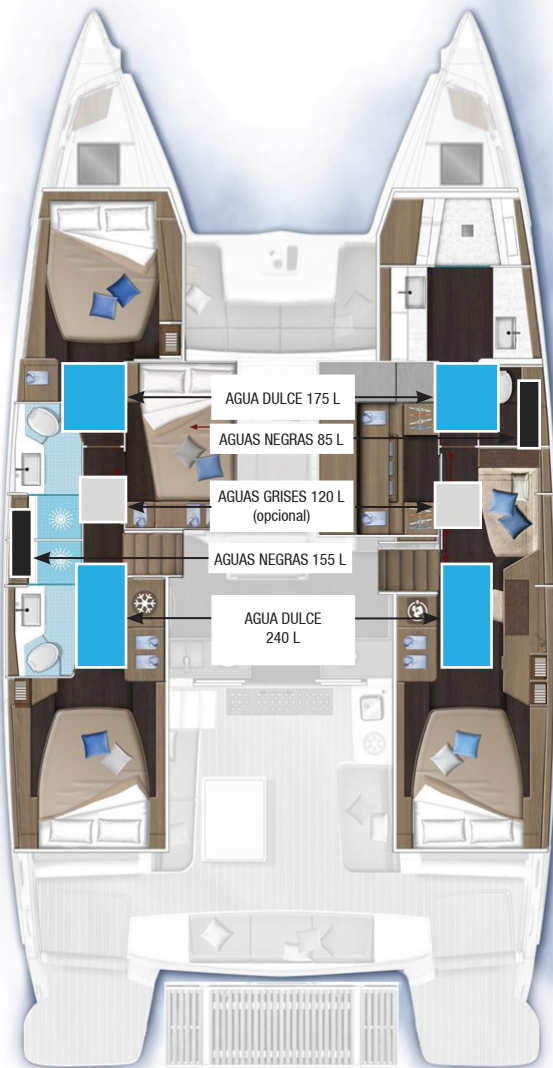 AGUA DULCE 175 L
AGUAS NEGRAS 85 L
AGUAS GRISES 120 L
(opcional)
AGUAS NEGRAS 155 L
AGUA DULCE
240 L